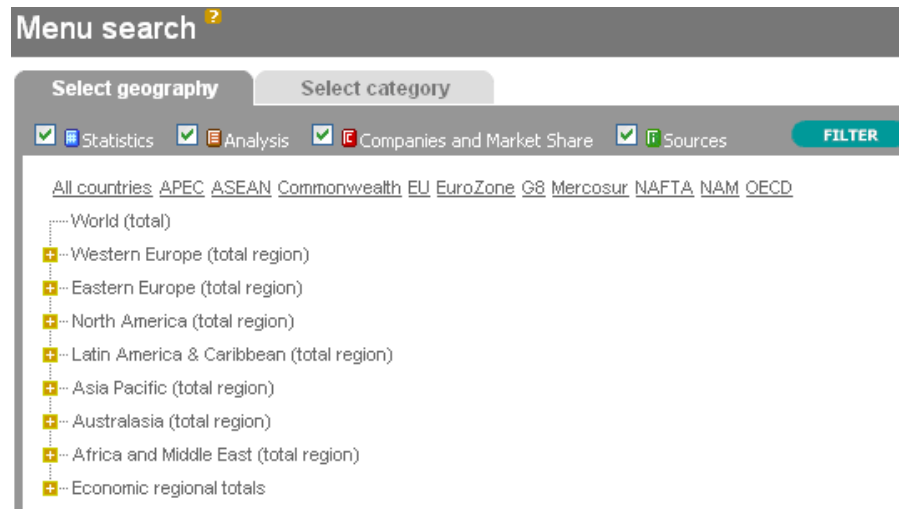 Menu search ?
Select geography Select category
Statistics Analysis C Companies and Market Share i Sources FILTER
All countries APEC ASEAN Commonwealth EU EuroZone G8 Mercosur NAFTA NAM OECD
World (total)
Western Europe (total region)
Eastern Europe (total region)
North America (total region)
Latin America & Caribbean (total region)
Asia Pacific (total region)
Australasia (total region)
Africa and Middle East (total region)
Economic regional totals